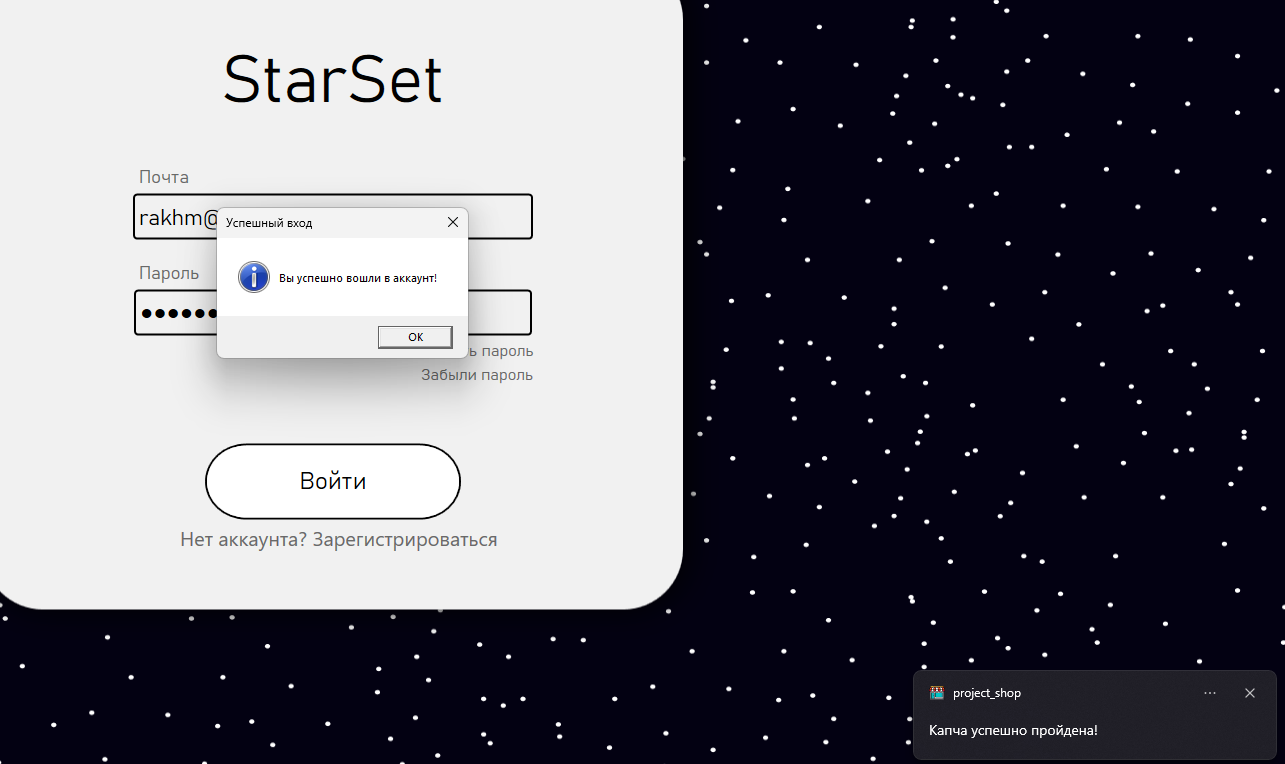 StarSet
Почта
rakhm@
Успешный вход
Вы успешно вошли в аккаунт!
OK
Пароль
пароль
Забыли пароль
Войти
Нет аккаунта? Зарегистрироваться
project_shop
Капча успешно пройдена!